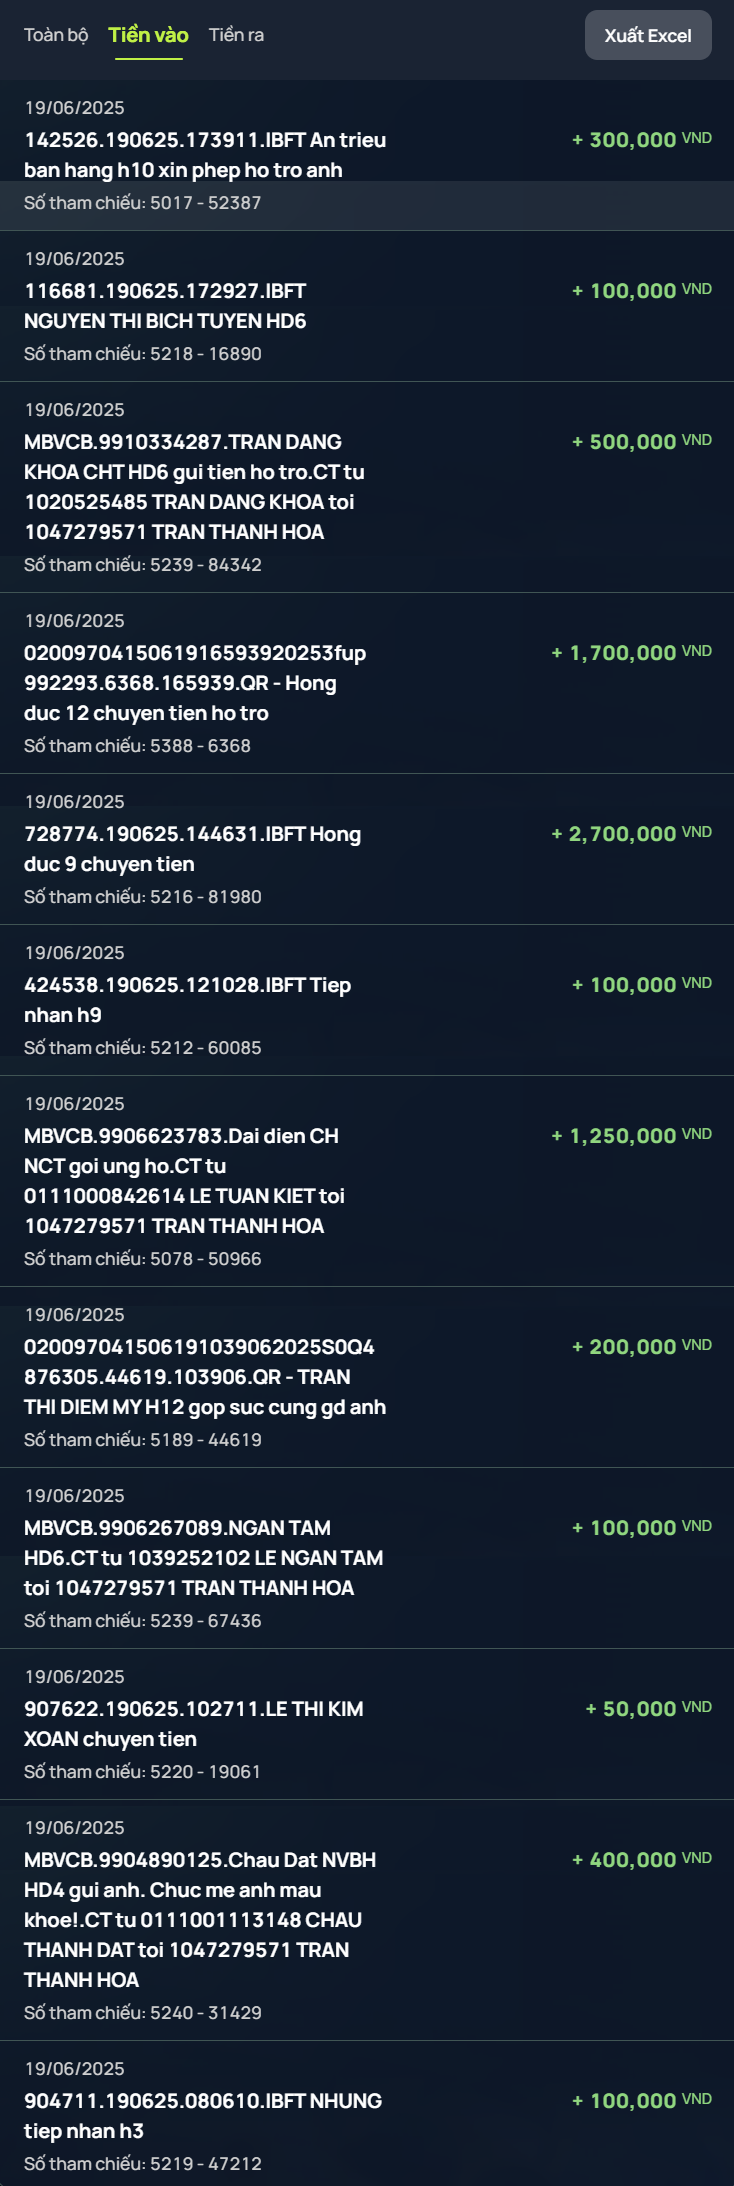 Toàn bộ Tiền vào Tiền ra Xuất Excel
19/06/2025
142526.190625.173911.IBFT An trieu + 300,000 VND
ban hang h10 xin phep ho tro anh
Số tham chiếu: 5017 - 52387
19/06/2025
116681.190625.172927.IBFT + 100,000 VND
NGUYEN THI BICH TUYEN HD6
Số tham chiếu: 5218 - 16890
19/06/2025
MBVCB.9910334287.TRAN DANG + 500,000 VND
KHOA CHT HD6 gui tien ho tro.CT tu
1020525485 TRAN DANG KHOA toi
1047279571 TRAN THANH HOA
Số tham chiếu: 5239 - 84342
19/06/2025
0200970415061916593920253fup + 1,700,000 VND
992293.6368.165939.QR - Hong
duc 12 chuyen tien ho tro
Số tham chiếu: 5388 - 6368
19/06/2025
728774.190625.144631.IBFT Hong + 2,700,000 VND
duc 9 chuyen tien
Số tham chiếu: 5216 - 81980
19/06/2025
424538.190625.121028.IBFT Tiep + 100,000 VND
nhan h9
Số tham chiếu: 5212 - 60085
19/06/2025
MBVCB.9906623783.Dai dien CH + 1,250,000 VND
NCT goi ung ho.CT tu
0111000842614 LE TUAN KIET toi
1047279571 TRAN THANH HOA
Số tham chiếu: 5078 - 50966
19/06/2025
020097041506191039062025S0Q4 + 200,000 VND
876305.44619.103906.QR - TRAN
THI DIEM MY H12 gop suc cung gd anh
Số tham chiếu: 5189 - 44619
19/06/2025
MBVCB.9906267089.NGAN TAM + 100,000 VND
HD6.CT tu 1039252102 LE NGAN TAM
toi 1047279571 TRAN THANH HOA
Số tham chiếu: 5239 - 67436
19/06/2025
907622.190625.102711.LE THI KIM + 50,000 VND
XOAN chuyen tien
Số tham chiếu: 5220 - 19061
19/06/2025
MBVCB.9904890125.Chau Dat NVBH + 400,000 VND
HD4 gui anh. Chuc me anh mau
khoe!.CT tu 0111001113148 CHAU
THANH DAT toi 1047279571 TRAN
THANH HOA
Số tham chiếu: 5240 - 31429
19/06/2025
904711.190625.080610.IBFT NHUNG + 100,000 VND
tiep nhan h3
Số tham chiếu: 5219 - 47212